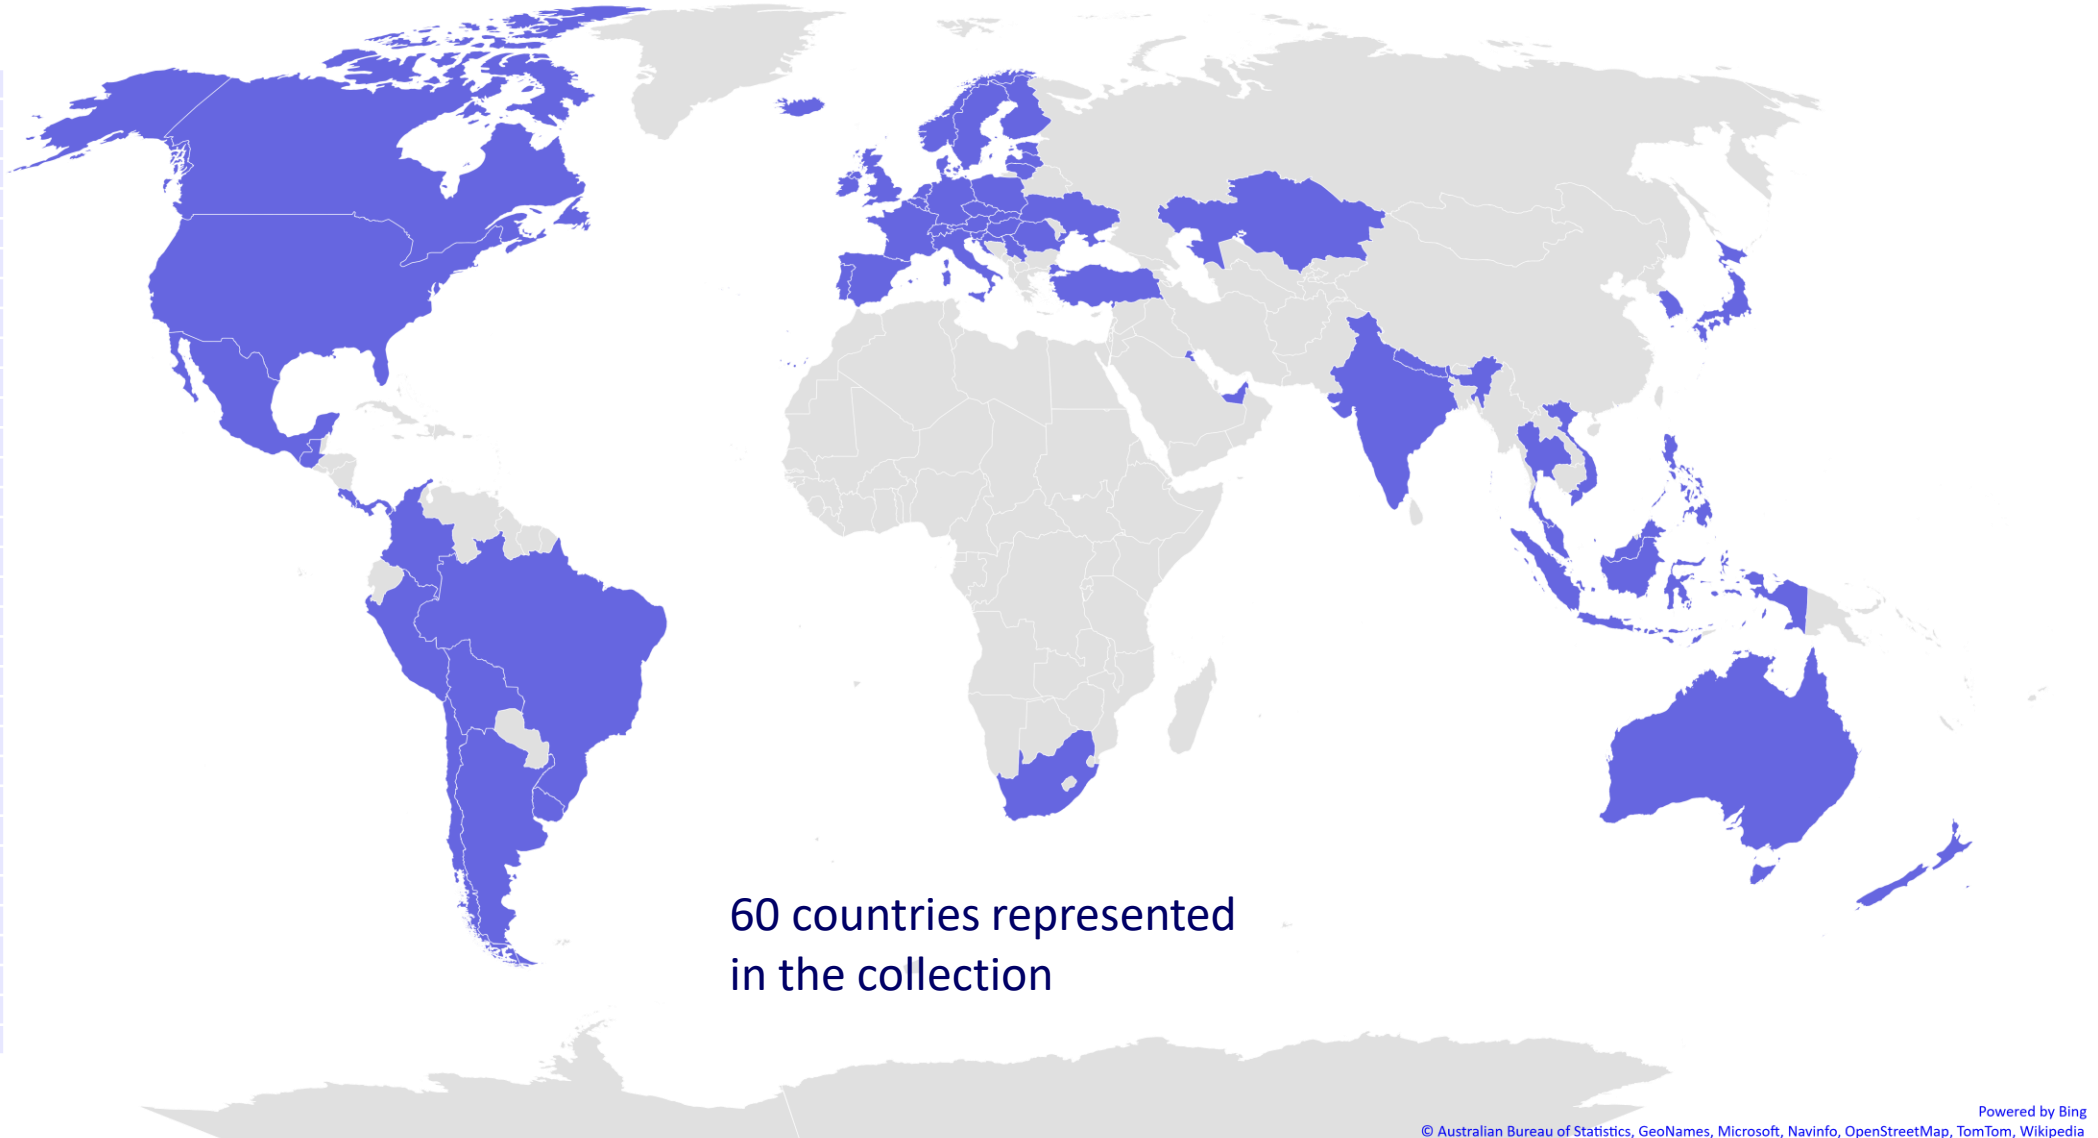 60 countries represented
in the collection
Powered by Bing
© Australian Bureau of Statistics, GeoNames, Microsoft, Navinfo, OpenStreetMap, TomTom, Wikipedia